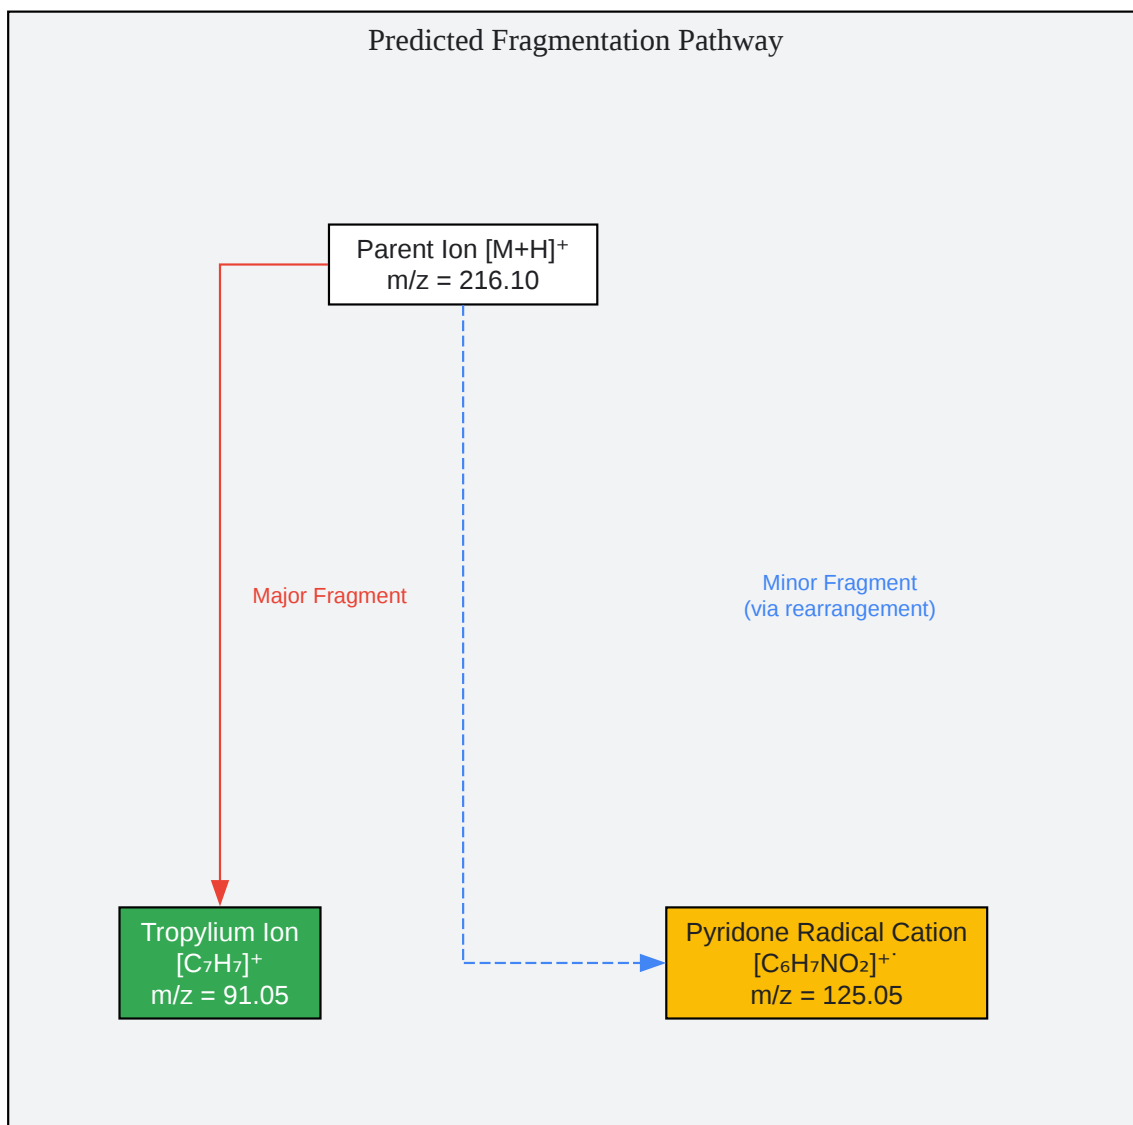 Predicted Fragmentation Pathway
Parent Ion [M+H]⁺
m/z = 216.10
Major Fragment
Minor Fragment
(via rearrangement)
Tropylium Ion
[C₇H₇]⁺
m/z = 91.05
Pyridone Radical Cation
[C₆H₇NO₂]⁺˙
m/z = 125.05